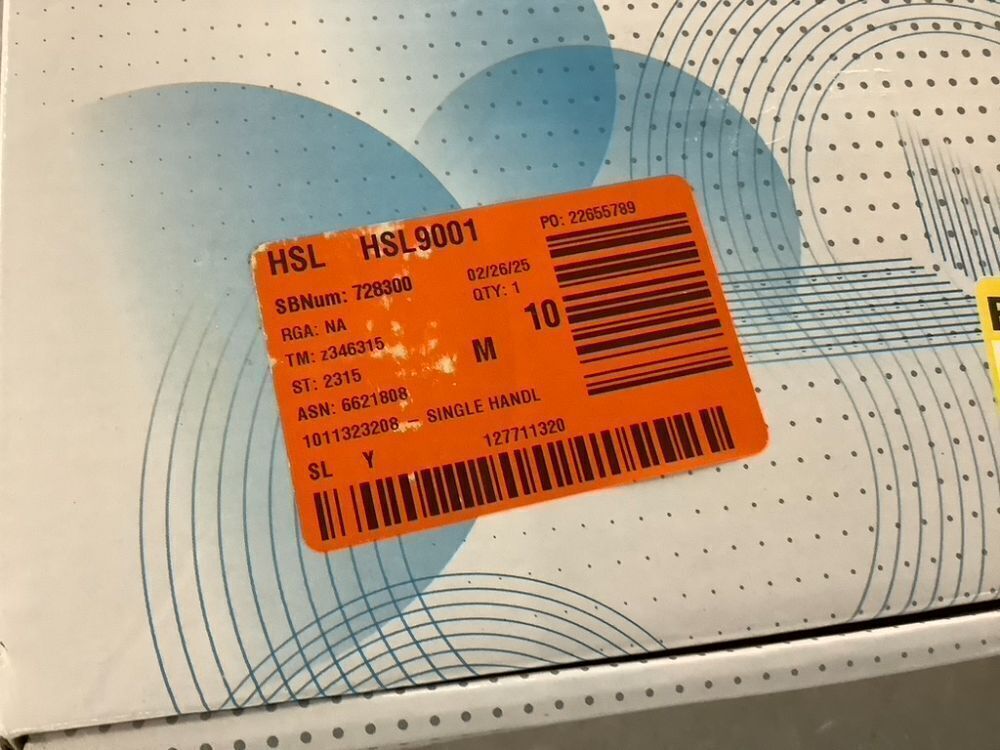 HSL HSL9001
PO: 22655789
SBNum: 728300
02/26/25
RGA: NA
QTY: 1
10
TM: z346315
M
ST: 2315
ASN: 6621808
1011323208 — SINGLE HANDL
SL Y
127711320